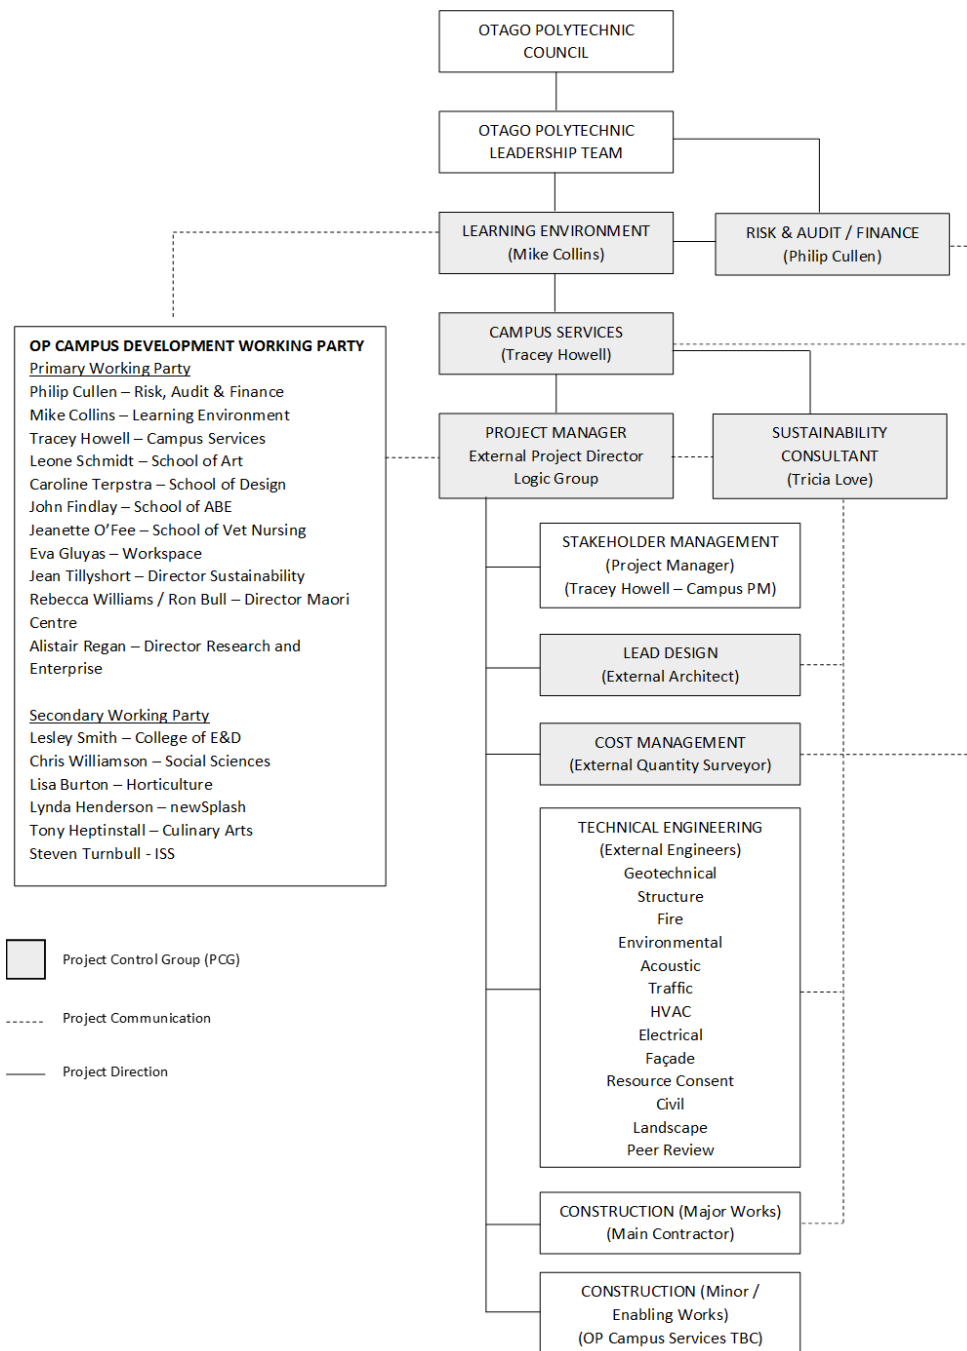 OTAGO POLYTECHNIC
COUNCIL
OTAGO POLYTECHNIC
LEADERSHIP TEAM
LEARNING ENVIRONMENT
(Mike Collins)
RISK & AUDIT / FINANCE
(Philip Cullen)
CAMPUS SERVICES
(Tracey Howell)
PROJECT MANAGER
External Project Director
Logic Group
SUSTAINABILITY
CONSULTANT
(Tricia Love)
OP CAMPUS DEVELOPMENT WORKING PARTY
Primary Working Party
Philip Cullen – Risk, Audit & Finance
Mike Collins – Learning Environment
Tracey Howell – Campus Services
Leone Schmidt – School of Art
Caroline Terpstra – School of Design
John Findlay – School of ABE
Jeanette O’Fee – School of Vet Nursing
Eva Gluyas – Workspace
Jean Tillyshort – Director Sustainability
Rebecca Williams / Ron Bull – Director Maori
Centre
Alistair Regan – Director Research and
Enterprise
Secondary Working Party
Lesley Smith – College of E&D
Chris Williamson – Social Sciences
Lisa Burton – Horticulture
Lynda Henderson – newSplash
Tony Heptinstall – Culinary Arts
Steven Turnbull - ISS
STAKEHOLDER MANAGEMENT
(Project Manager)
(Tracey Howell – Campus PM)
LEAD DESIGN
(External Architect)
COST MANAGEMENT
(External Quantity Surveyor)
TECHNICAL ENGINEERING
(External Engineers)
Geotechnical
Structure
Fire
Environmental
Acoustic
Traffic
HVAC
Electrical
Façade
Resource Consent
Civil
Landscape
Peer Review
CONSTRUCTION (Major Works)
(Main Contractor)
CONSTRUCTION (Minor /
Enabling Works)
(OP Campus Services TBC)
Project Control Group (PCG)
Project Communication
Project Direction